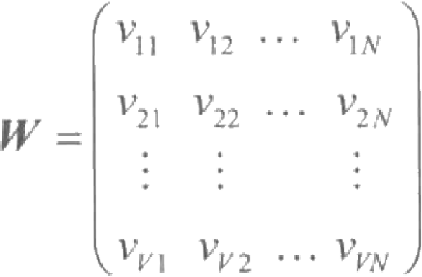 v₁₁ v₁₂ … v₁N
W = v₂₁ v₂₂ … v₂N
⋮ ⋮ ⋮
vV₁ vV₂ … vVN